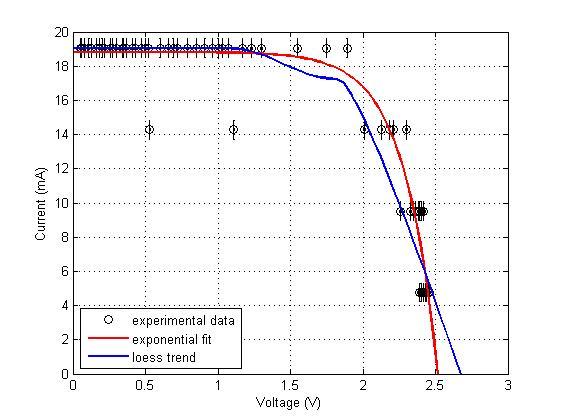 20
18
16
14
12
10
8
6
4
2
0
Current (mA)
experimental data
exponential fit
loess trend
0 0.5 1 1.5 2 2.5 3
Voltage (V)